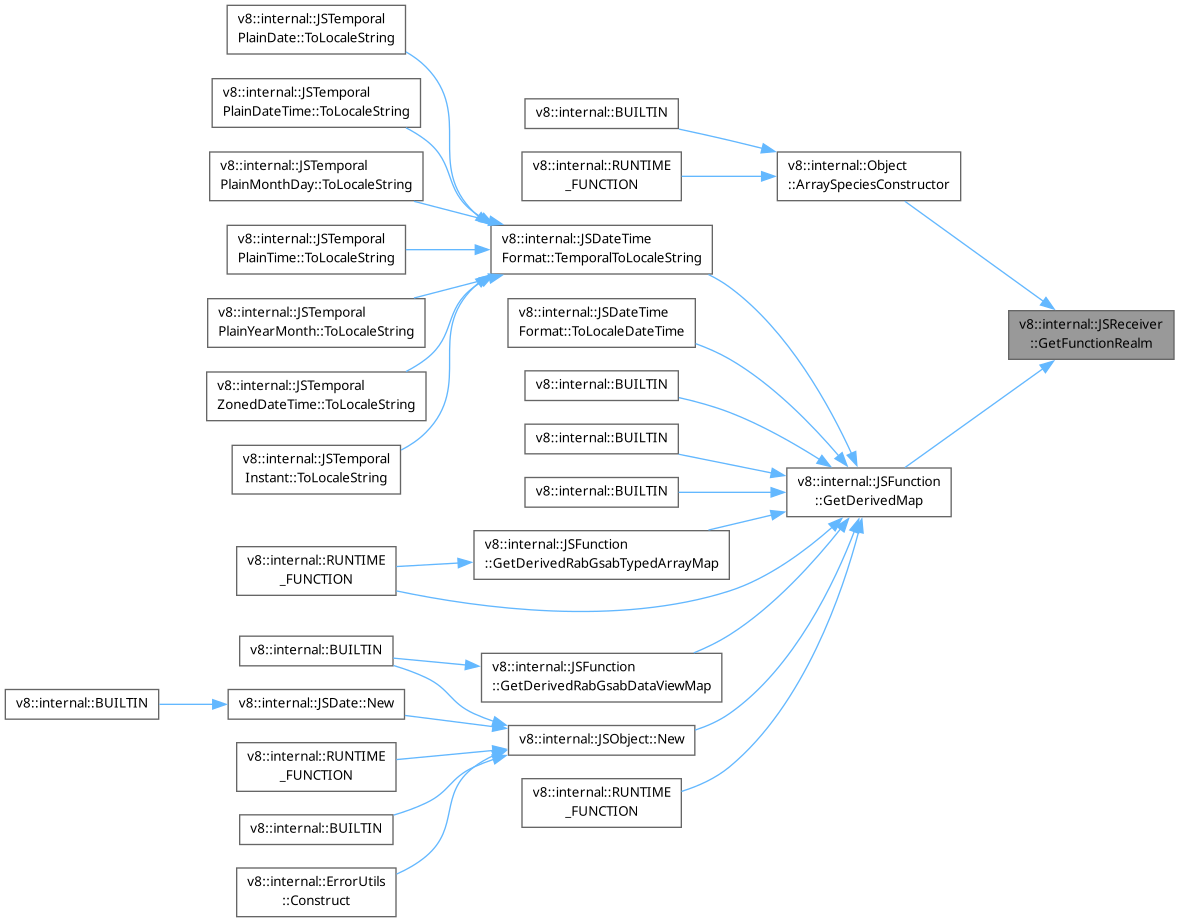 v8::internal::JSTemporal
PlainDate::ToLocaleString
v8::internal::JSTemporal
PlainDateTime::ToLocaleString
v8::internal::JSTemporal
PlainMonthDay::ToLocaleString
v8::internal::JSTemporal
PlainTime::ToLocaleString
v8::internal::JSTemporal
PlainYearMonth::ToLocaleString
v8::internal::JSTemporal
ZonedDateTime::ToLocaleString
v8::internal::JSTemporal
Instant::ToLocaleString
v8::internal::RUNTIME
_FUNCTION
v8::internal::BUILTIN
v8::internal::BUILTIN
v8::internal::JSDate::New
v8::internal::RUNTIME
_FUNCTION
v8::internal::BUILTIN
v8::internal::ErrorUtils
::Construct
v8::internal::BUILTIN
v8::internal::RUNTIME
_FUNCTION
v8::internal::JSDateTime
Format::TemporalToLocaleString
v8::internal::JSDateTime
Format::ToLocaleDateTime
v8::internal::BUILTIN
v8::internal::BUILTIN
v8::internal::BUILTIN
v8::internal::JSFunction
::GetDerivedRabGsabTypedArrayMap
v8::internal::JSFunction
::GetDerivedRabGsabDataViewMap
v8::internal::JSObject::New
v8::internal::RUNTIME
_FUNCTION
v8::internal::Object
::ArraySpeciesConstructor
v8::internal::JSFunction
::GetDerivedMap
v8::internal::JSReceiver
::GetFunctionRealm